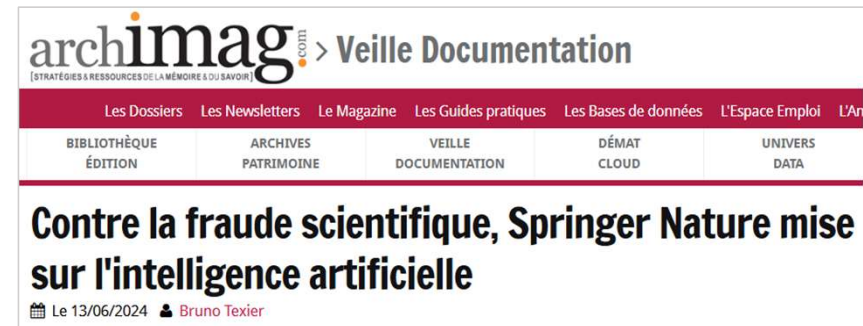 archimag.com > Veille Documentation
[STRATÉGIES & RESSOURCES DE LA MÉMOIRE & DU SAVOIR]
Les Dossiers Les Newsletters Le Magazine Les Guides pratiques Les Bases de données L'Espace Emploi L'An
BIBLIOTHÈQUE ARCHIVES VEILLE DÉMAT UNIVERS
ÉDITION PATRIMOINE DOCUMENTATION CLOUD DATA
Contre la fraude scientifique, Springer Nature mise
sur l'intelligence artificielle
Le 13/06/2024 Bruno Texier